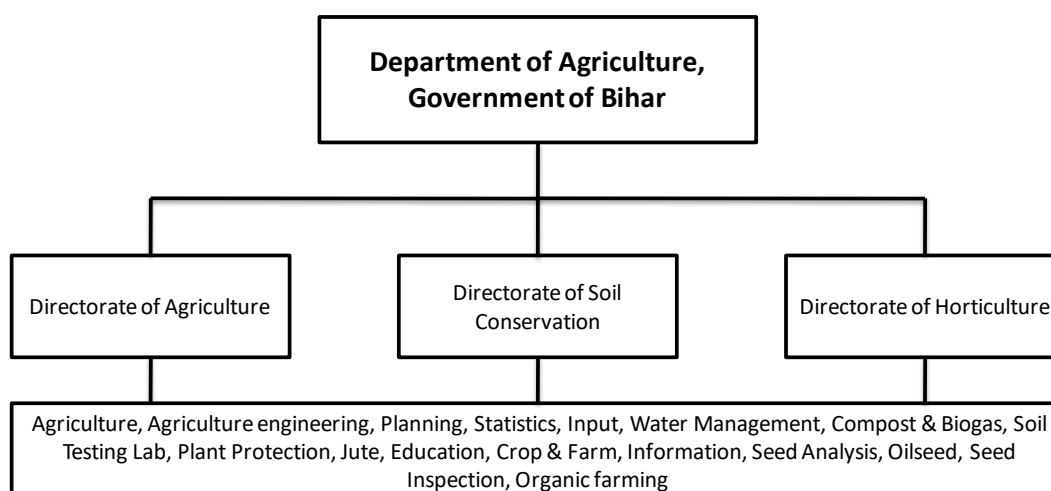 Department of Agriculture,
Government of Bihar
Directorate of Agriculture
Directorate of Soil
Conservation
Directorate of Horticulture
Agriculture, Agriculture engineering, Planning, Statistics, Input, Water Management, Compost & Biogas, Soil
Testing Lab, Plant Protection, Jute, Education, Crop & Farm, Information, Seed Analysis, Oilseed, Seed
Inspection, Organic farming